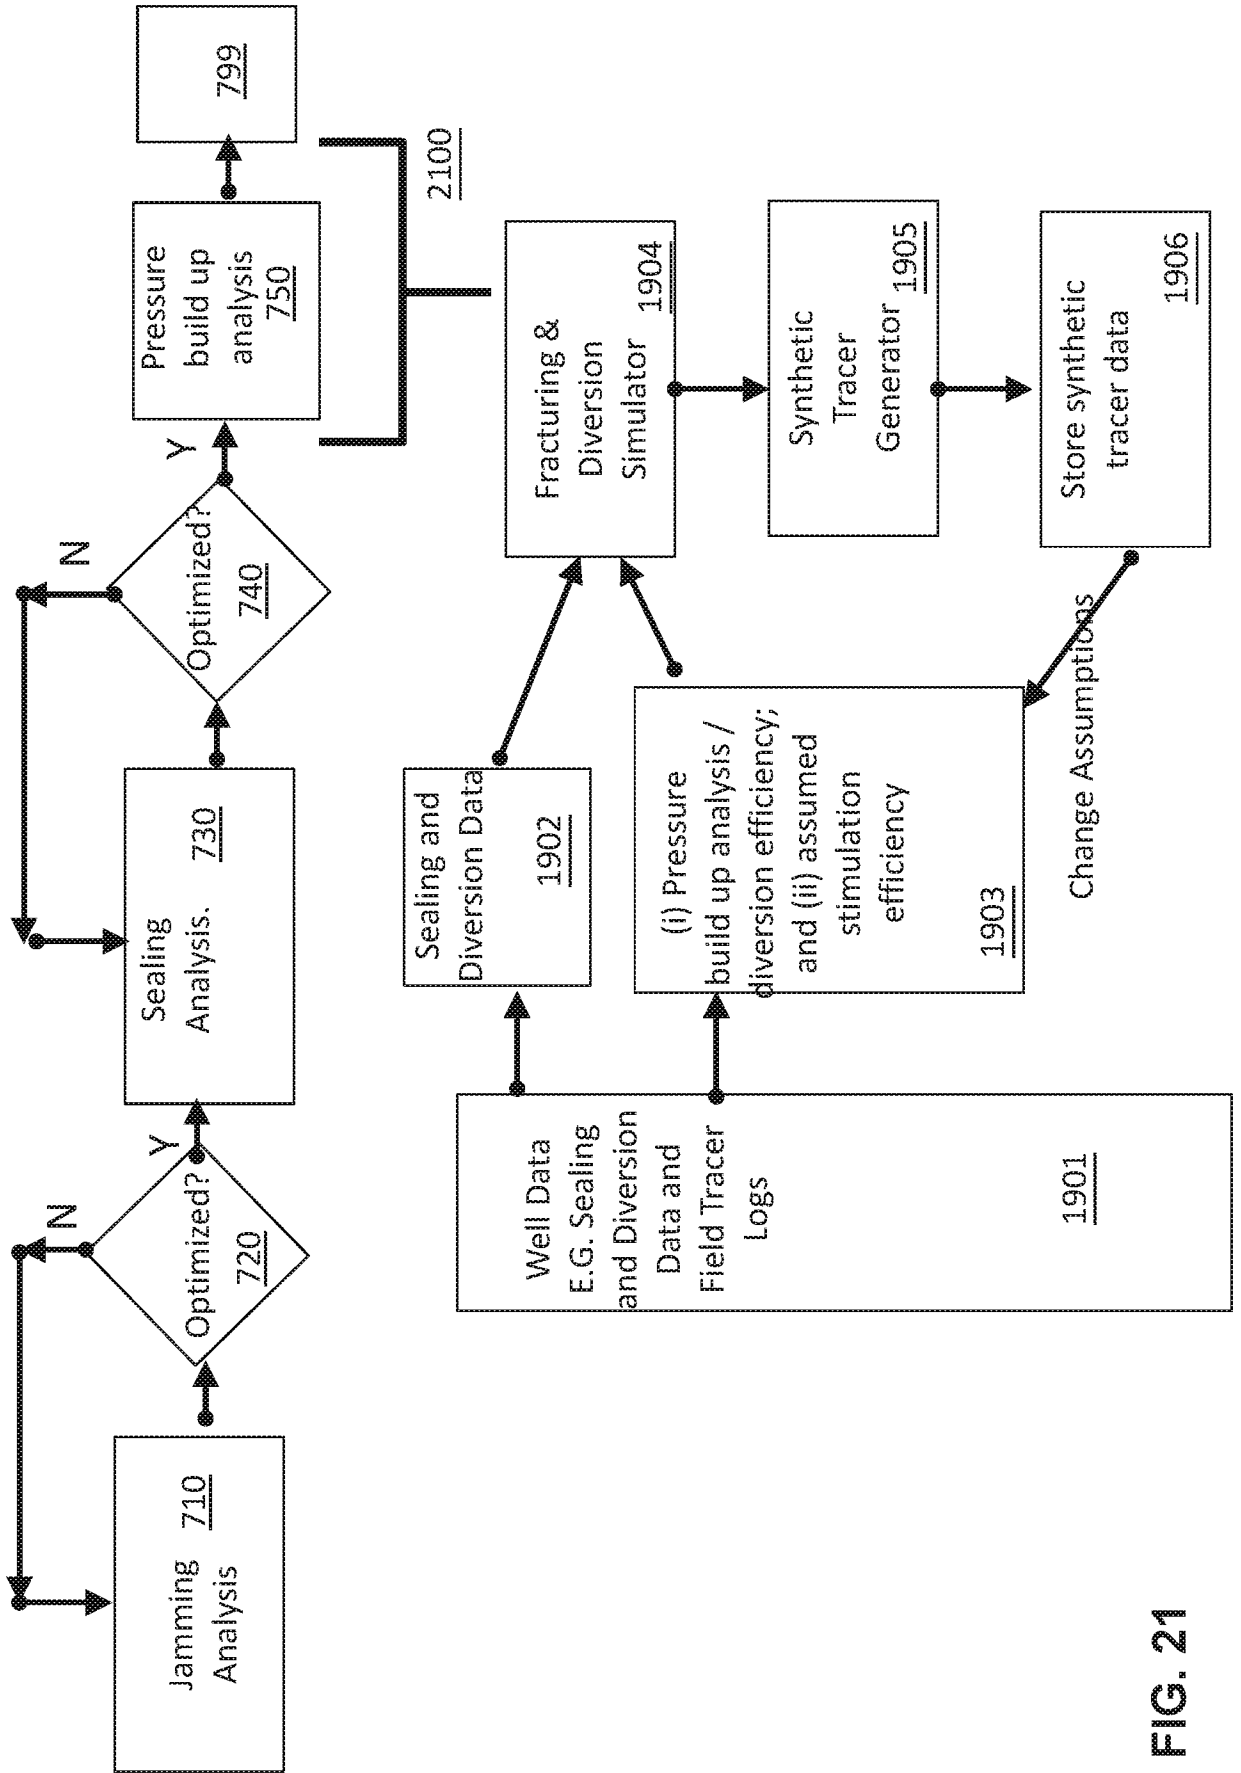 Jamming
Analysis
710
N
Optimized?
720
Y
Sealing
Analysis.
730
N
Optimized?
740
Y
Pressure
build up
analysis
750
799
2100
Well Data
E.G. Sealing
and Diversion
Data and
Field Tracer
Logs
1901
Sealing and
Diversion Data
1902
(i) Pressure
build up analysis /
diversion efficiency;
and (ii) assumed
stimulation
efficiency
1903
Fracturing &
Diversion
Simulator
1904
Synthetic
Tracer
Generator
1905
Store synthetic
tracer data
1906
Change Assumptions
FIG. 21